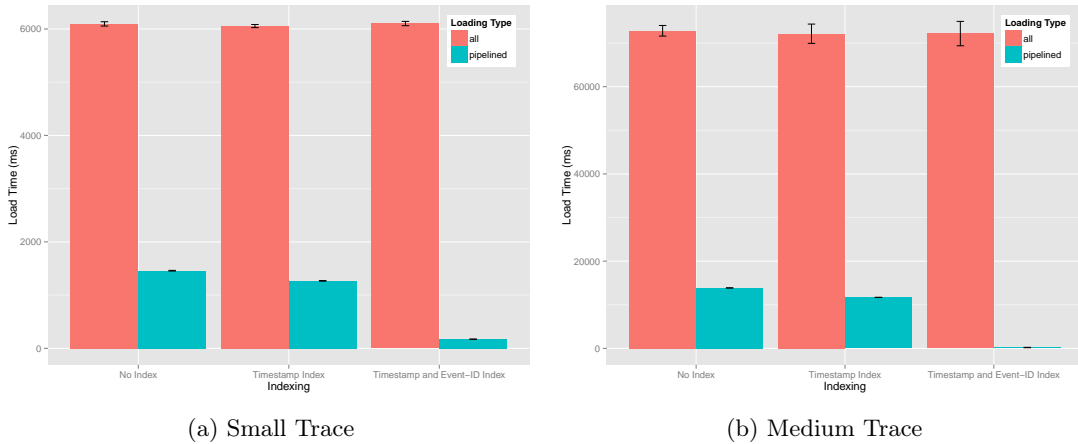 6000
4000
2000
0
Load Time (ms)
Loading Type
all
pipelined
No Index
Timestamp Index
Timestamp and Event−ID Index
Indexing
(a) Small Trace
60000
40000
20000
0
Load Time (ms)
Loading Type
all
pipelined
No Index
Timestamp Index
Timestamp and Event−ID Index
Indexing
(b) Medium Trace